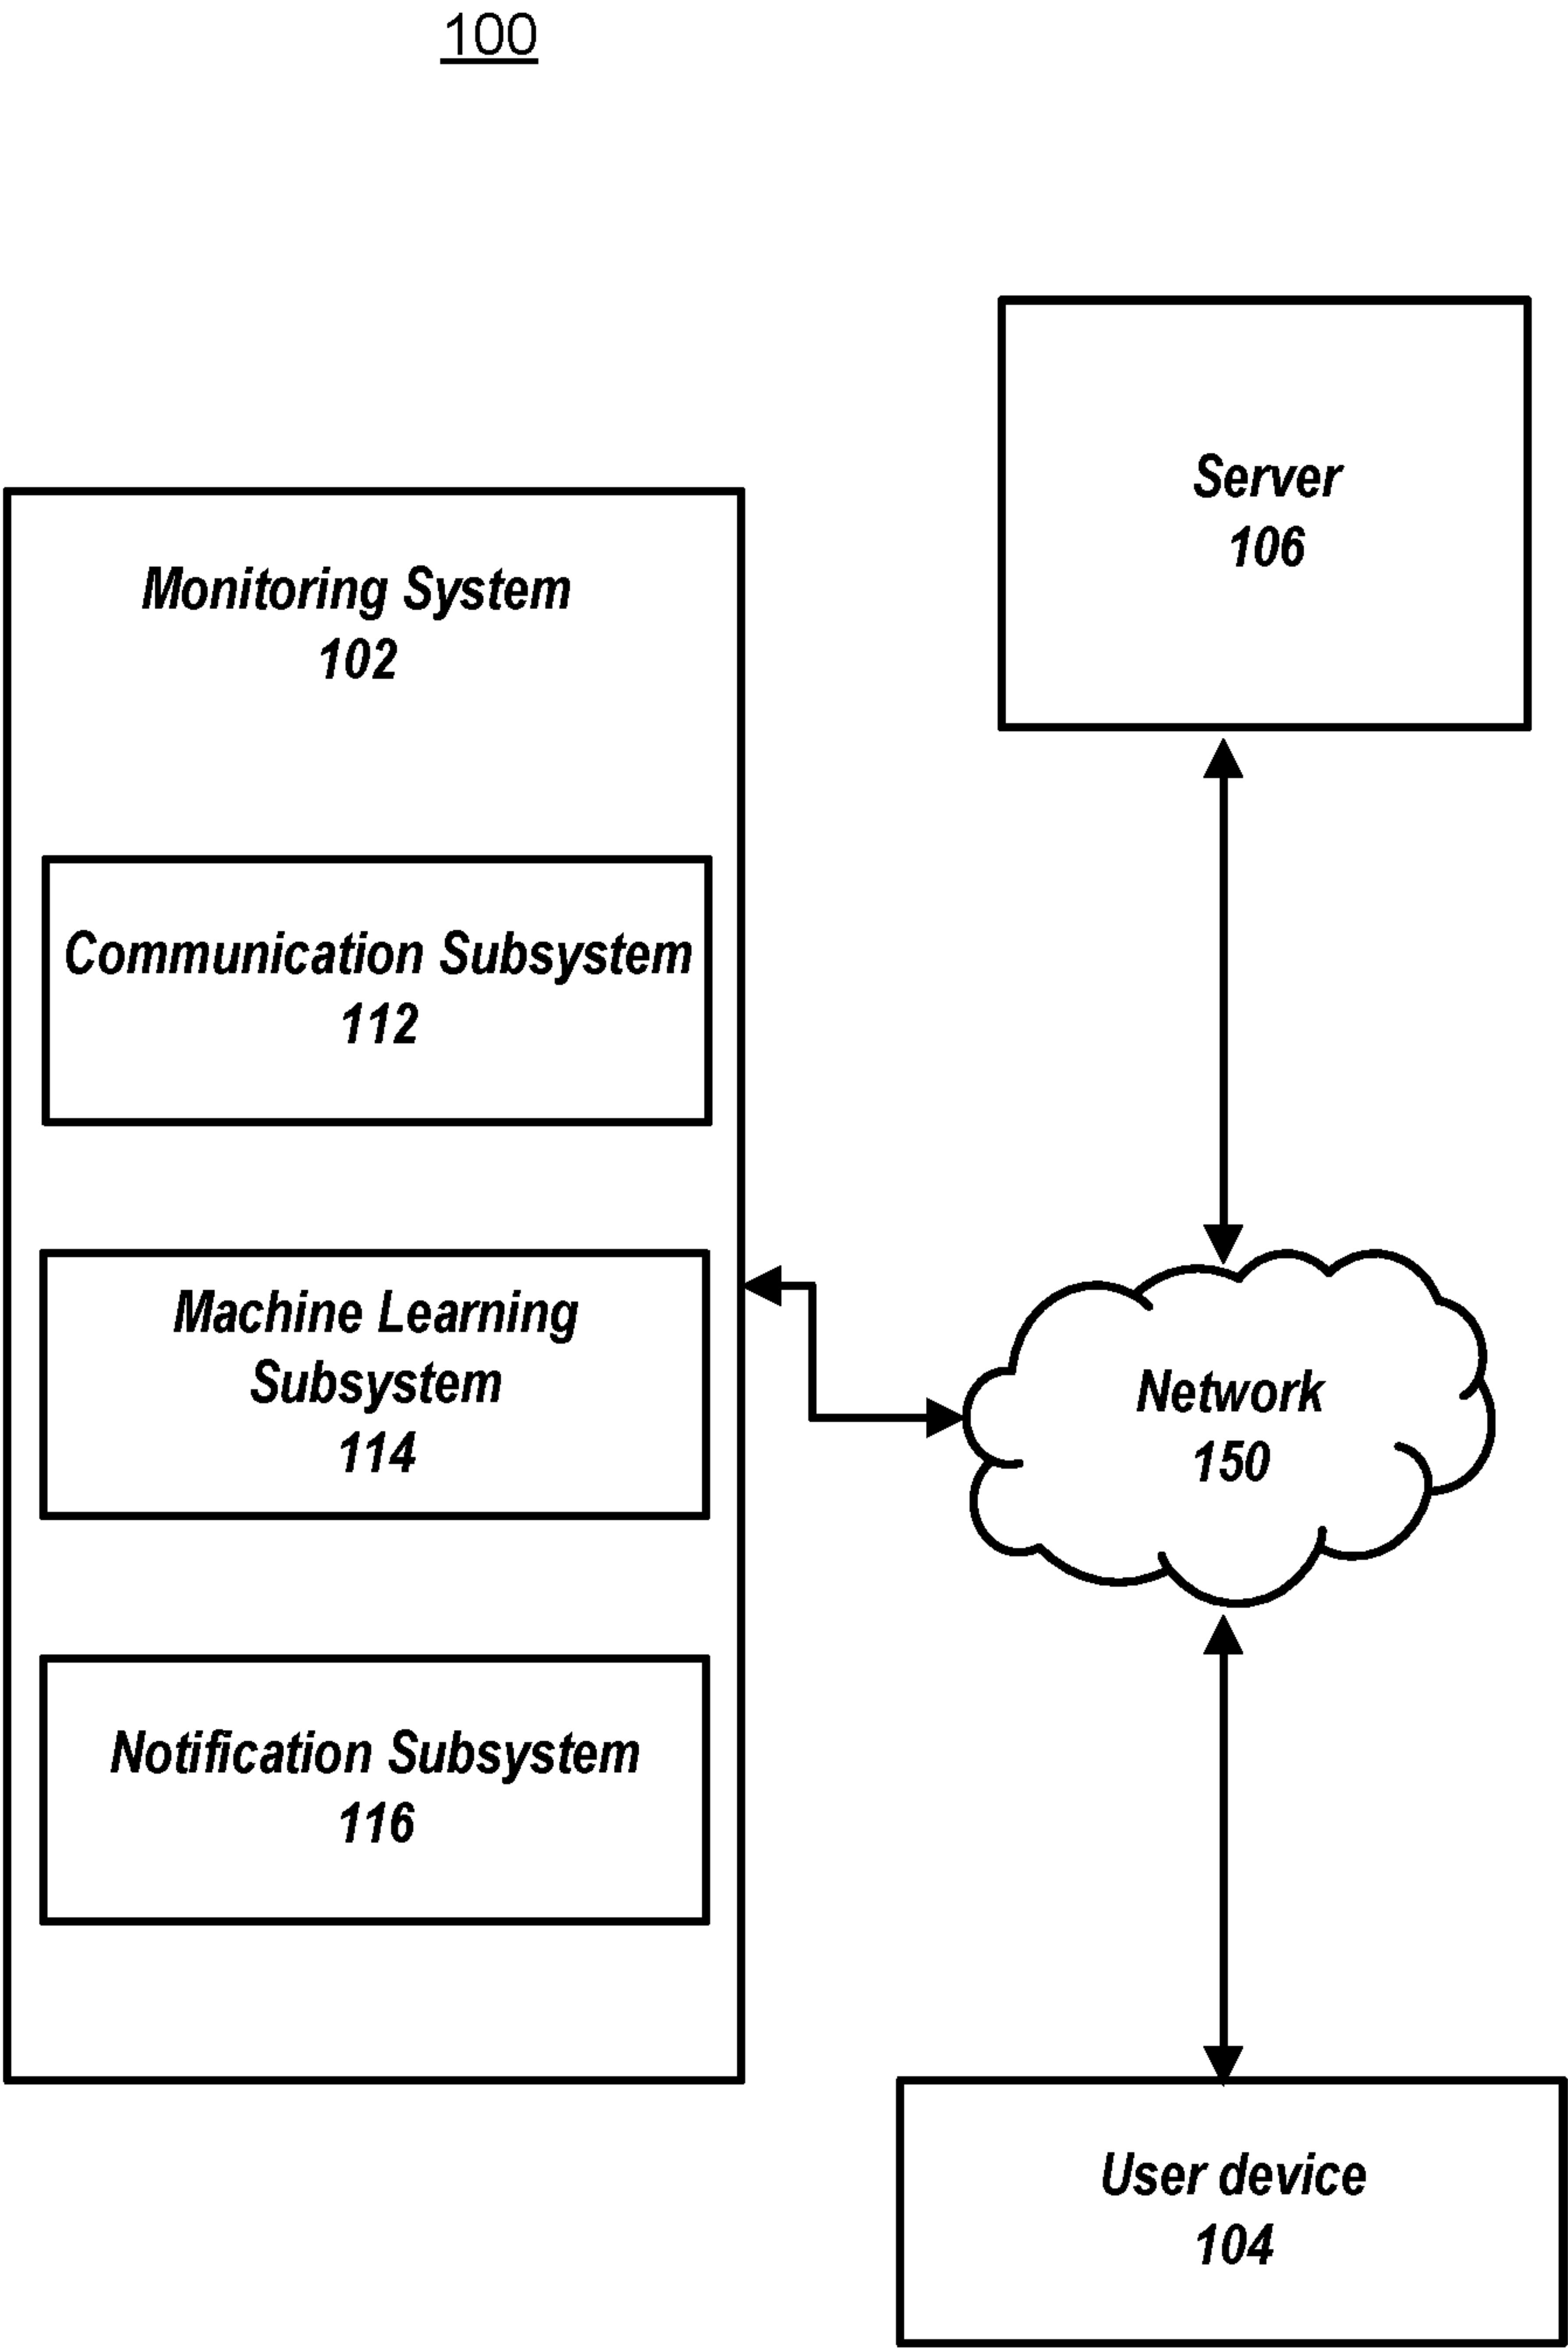 100
Server
106
Monitoring System
102
Communication Subsystem
112
Machine Learning
Subsystem
114
Network
150
Notification Subsystem
116
User device
104